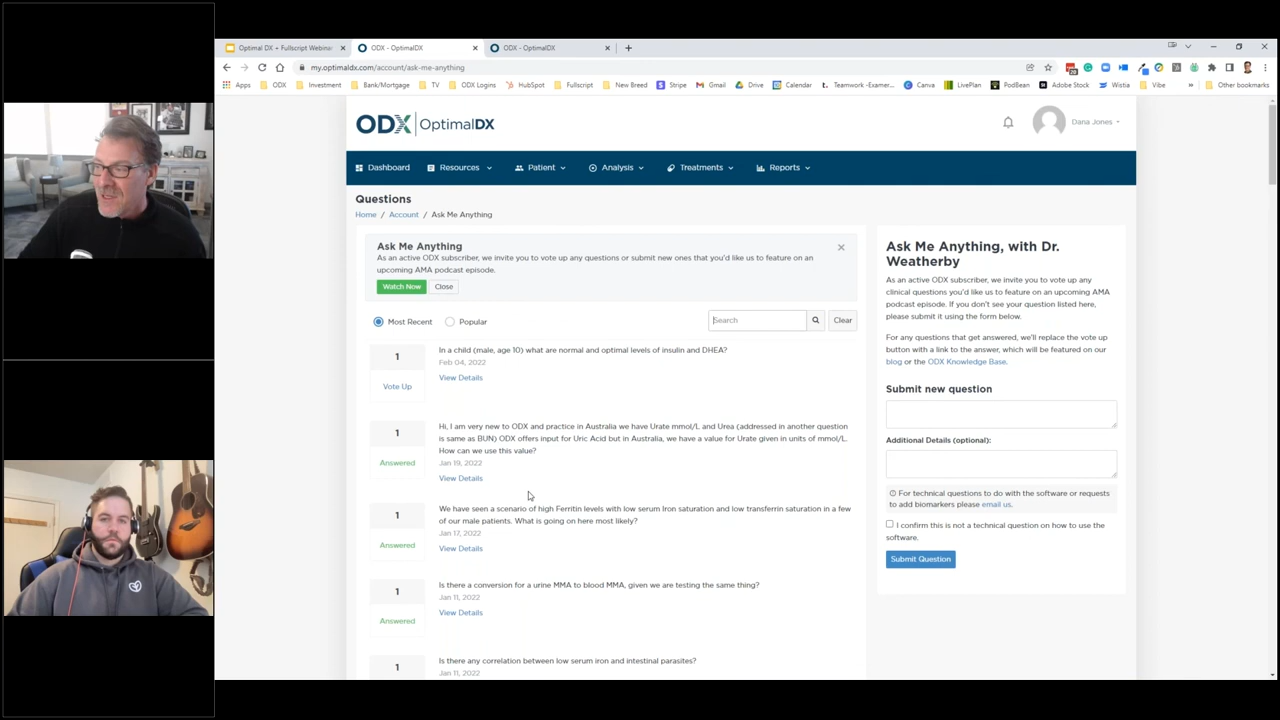 Optimal DX + Fullscript Webina
ODX - OptimalDX
ODX - OptimalDX
my.optimaldx.com/account/ask-me-anything
Apps
ODX
Investment
Bank/Mortgage
TV
ODX Logins
HubSpot
Fullscript
New Breed
Stripe
Gmail
Drive
Calendar
Teamwork -Examer...
Canva
LivePlan
PodBean
Adobe Stock
Wistia
Vibe
Other bookmarks
ODX OptimalDX
Dana Jones
Dashboard
Resources
Patient
Analysis
Treatments
Reports
Questions
Home / Account / Ask Me Anything
Ask Me Anything
As an active ODX subscriber, we invite you to vote up any questions or submit new ones that you'd like us to feature on an
upcoming AMA podcast episode.
Watch Now
Close
Most Recent
Popular
Search
Clear
1
Vote Up
In a child (male, age 10) what are normal and optimal levels of insulin and DHEA?
Feb 04, 2022
View Details
1
Answered
Hi, I am very new to ODX and practice in Australia we have Urate mmol/L and Urea (addressed in another question
is same as BUN) ODX offers input for Uric Acid but in Australia, we have a value for Urate given in units of mmol/L.
How can we use this value?
Jan 19, 2022
View Details
1
Answered
We have seen a scenario of high Ferritin levels with low serum Iron saturation and low transferrin saturation in a few
of our male patients. What is going on here most likely?
Jan 17, 2022
View Details
1
Answered
Is there a conversion for a urine MMA to blood MMA, given we are testing the same thing?
Jan 11, 2022
View Details
1
Is there any correlation between low serum iron and intestinal parasites?
Jan 11, 2022
Ask Me Anything, with Dr.
Weatherby
As an active ODX subscriber, we invite you to vote up any
clinical questions you'd like us to feature on an upcoming AMA
podcast episode. If you don't see your question listed here,
please submit it using the form below.
For any questions that get answered, we'll replace the vote up
button with a link to the answer, which will be featured on our
blog or the ODX Knowledge Base.
Submit new question
Additional Details (optional):
For technical questions to do with the software or requests
to add biomarkers please email us.
I confirm this is not a technical question on how to use the
software.
Submit Question